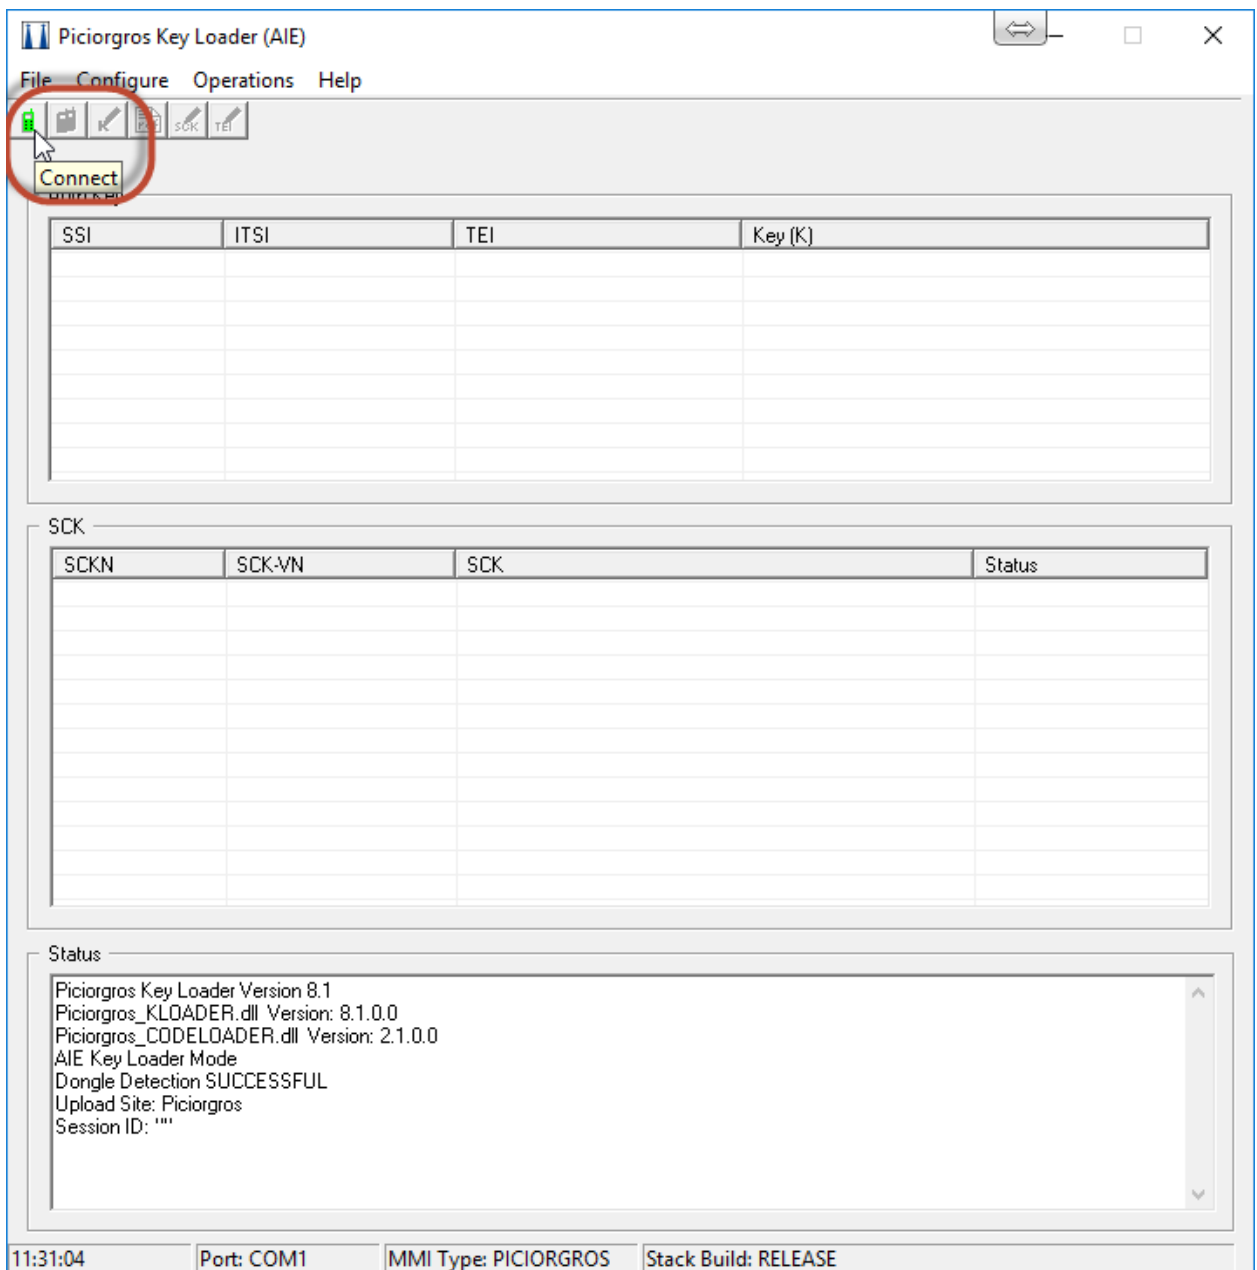 Piciorgros Key Loader (AIE)
File Configure Operations Help
K SCK TEI
Connect
SSI ITSI TEI Key (K)
SCK
SCKN SCK-VN SCK Status
Status
Piciorgros Key Loader Version 8.1
Piciorgros_KLOADER.dll Version: 8.1.0.0
Piciorgros_CODELOADER.dll Version: 2.1.0.0
AIE Key Loader Mode
Dongle Detection SUCCESSFUL
Upload Site: Piciorgros
Session ID: ""
11:31:04 Port: COM1 MMI Type: PICIORGROS Stack Build: RELEASE